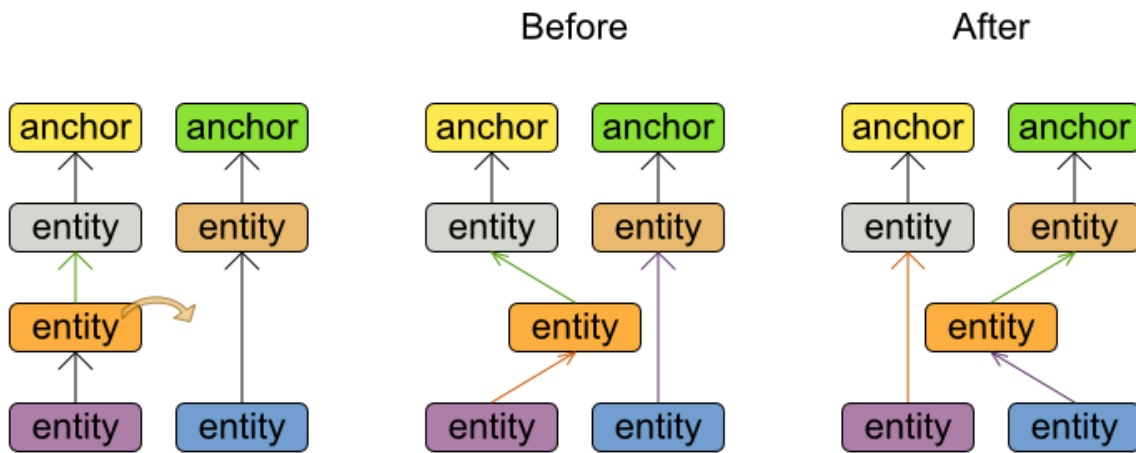 Before After
anchor anchor anchor anchor anchor anchor
entity entity entity entity entity entity
entity entity entity
entity entity entity entity entity entity